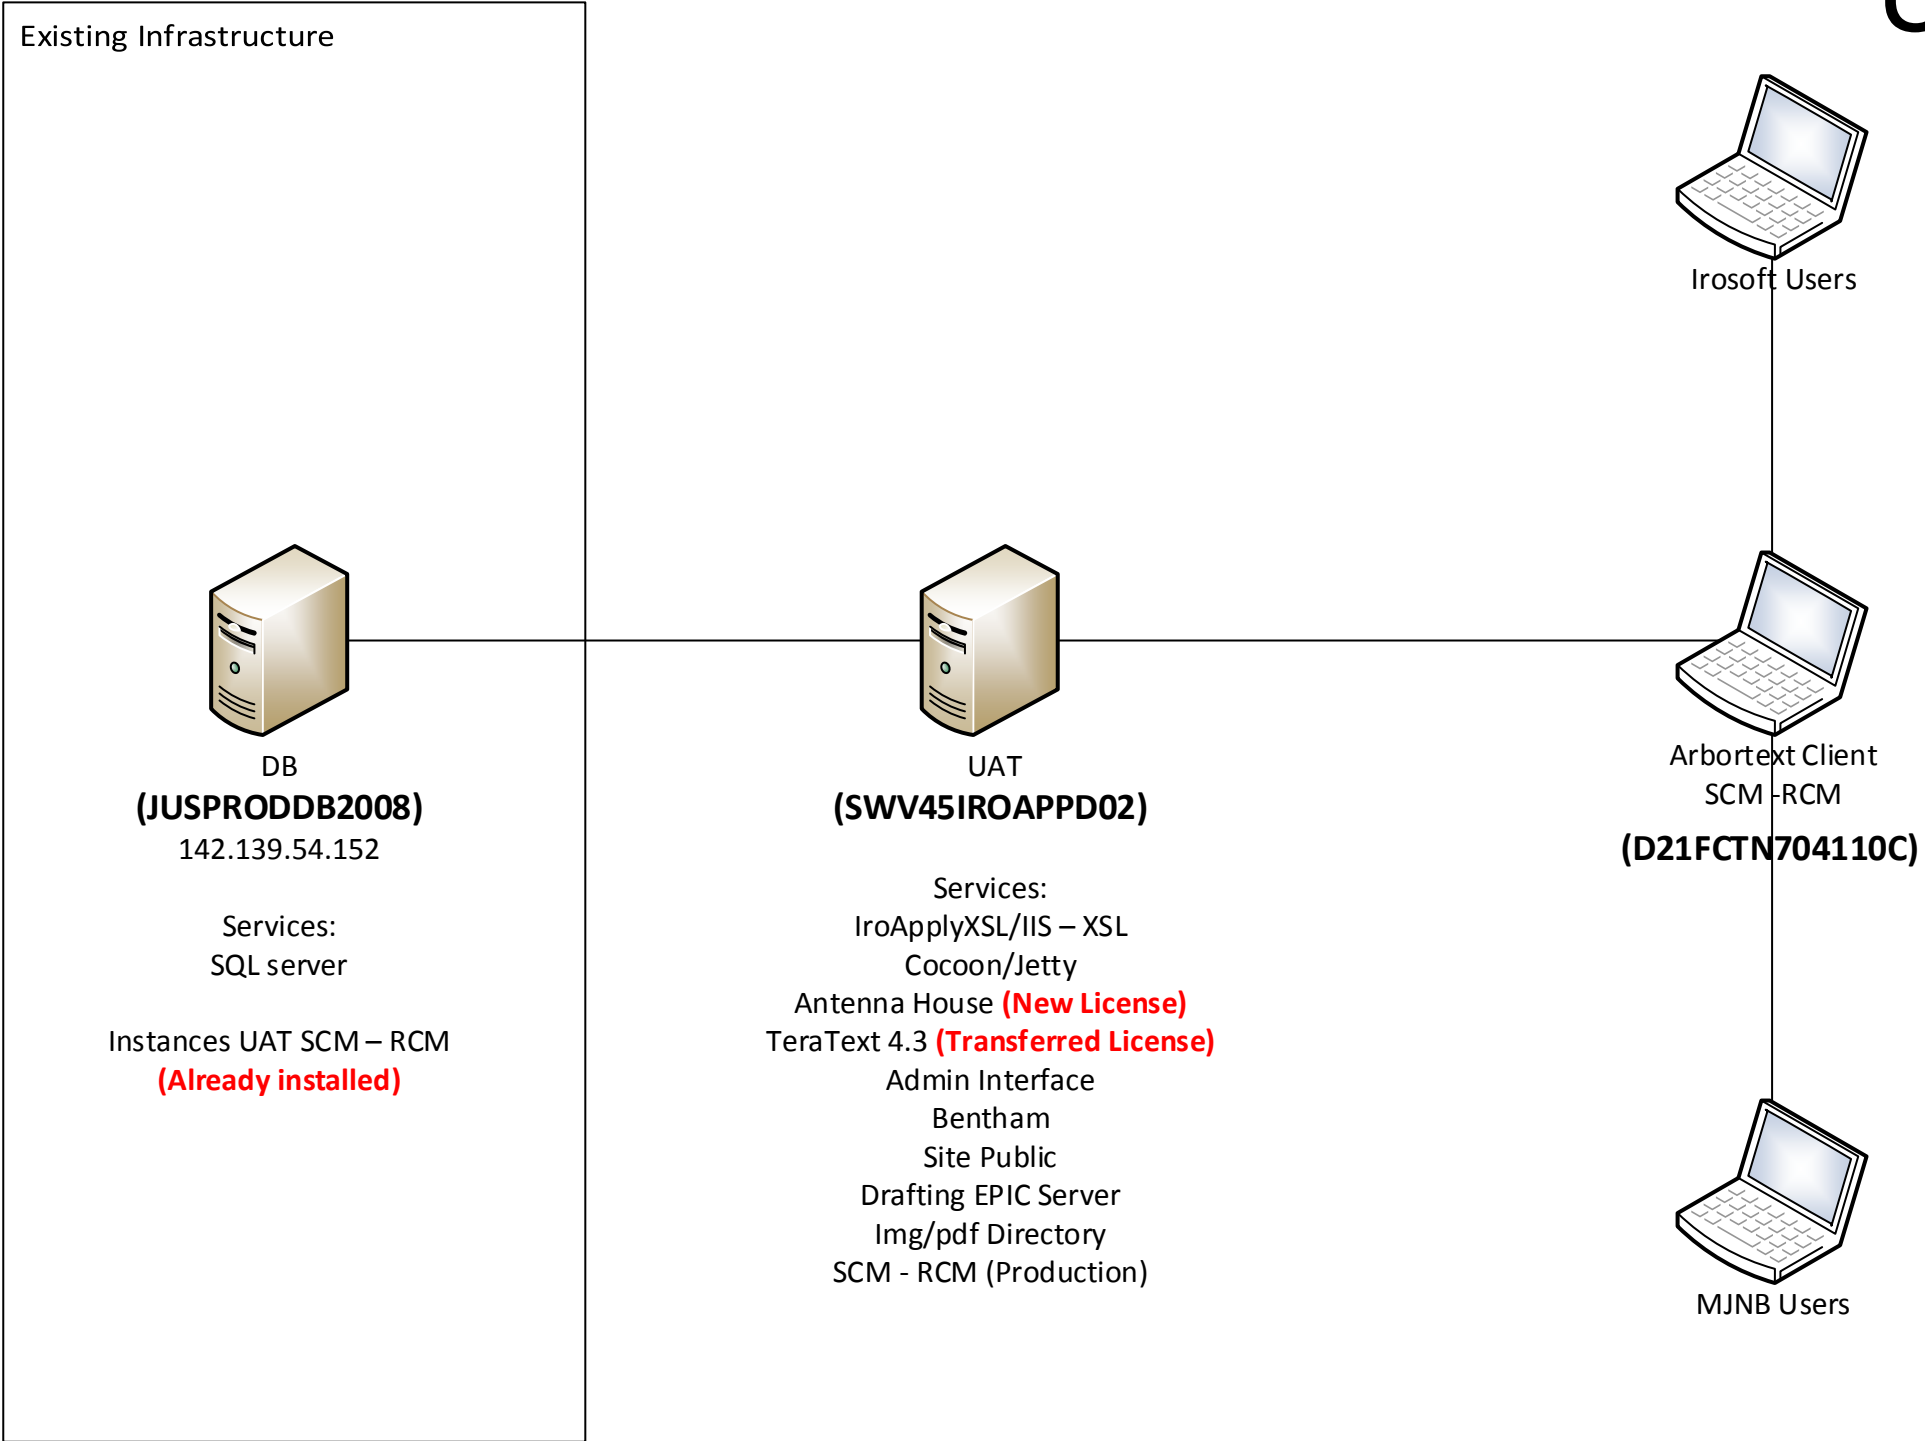 Existing Infrastructure
Irosoft Users
DB
(JUSPRODDB2008)
142.139.54.152
Services:
SQL server
Instances UAT SCM – RCM
(Already installed)
UAT
(SWV45IROAPPD02)
Services:
IroApplyXSL/IIS – XSL
Cocoon/Jetty
Antenna House (New License)
TeraText 4.3 (Transferred License)
Admin Interface
Bentham
Site Public
Drafting EPIC Server
Img/pdf Directory
SCM - RCM (Production)
Arbortext Client
SCM -RCM
(D21FCTN704110C)
MJNB Users